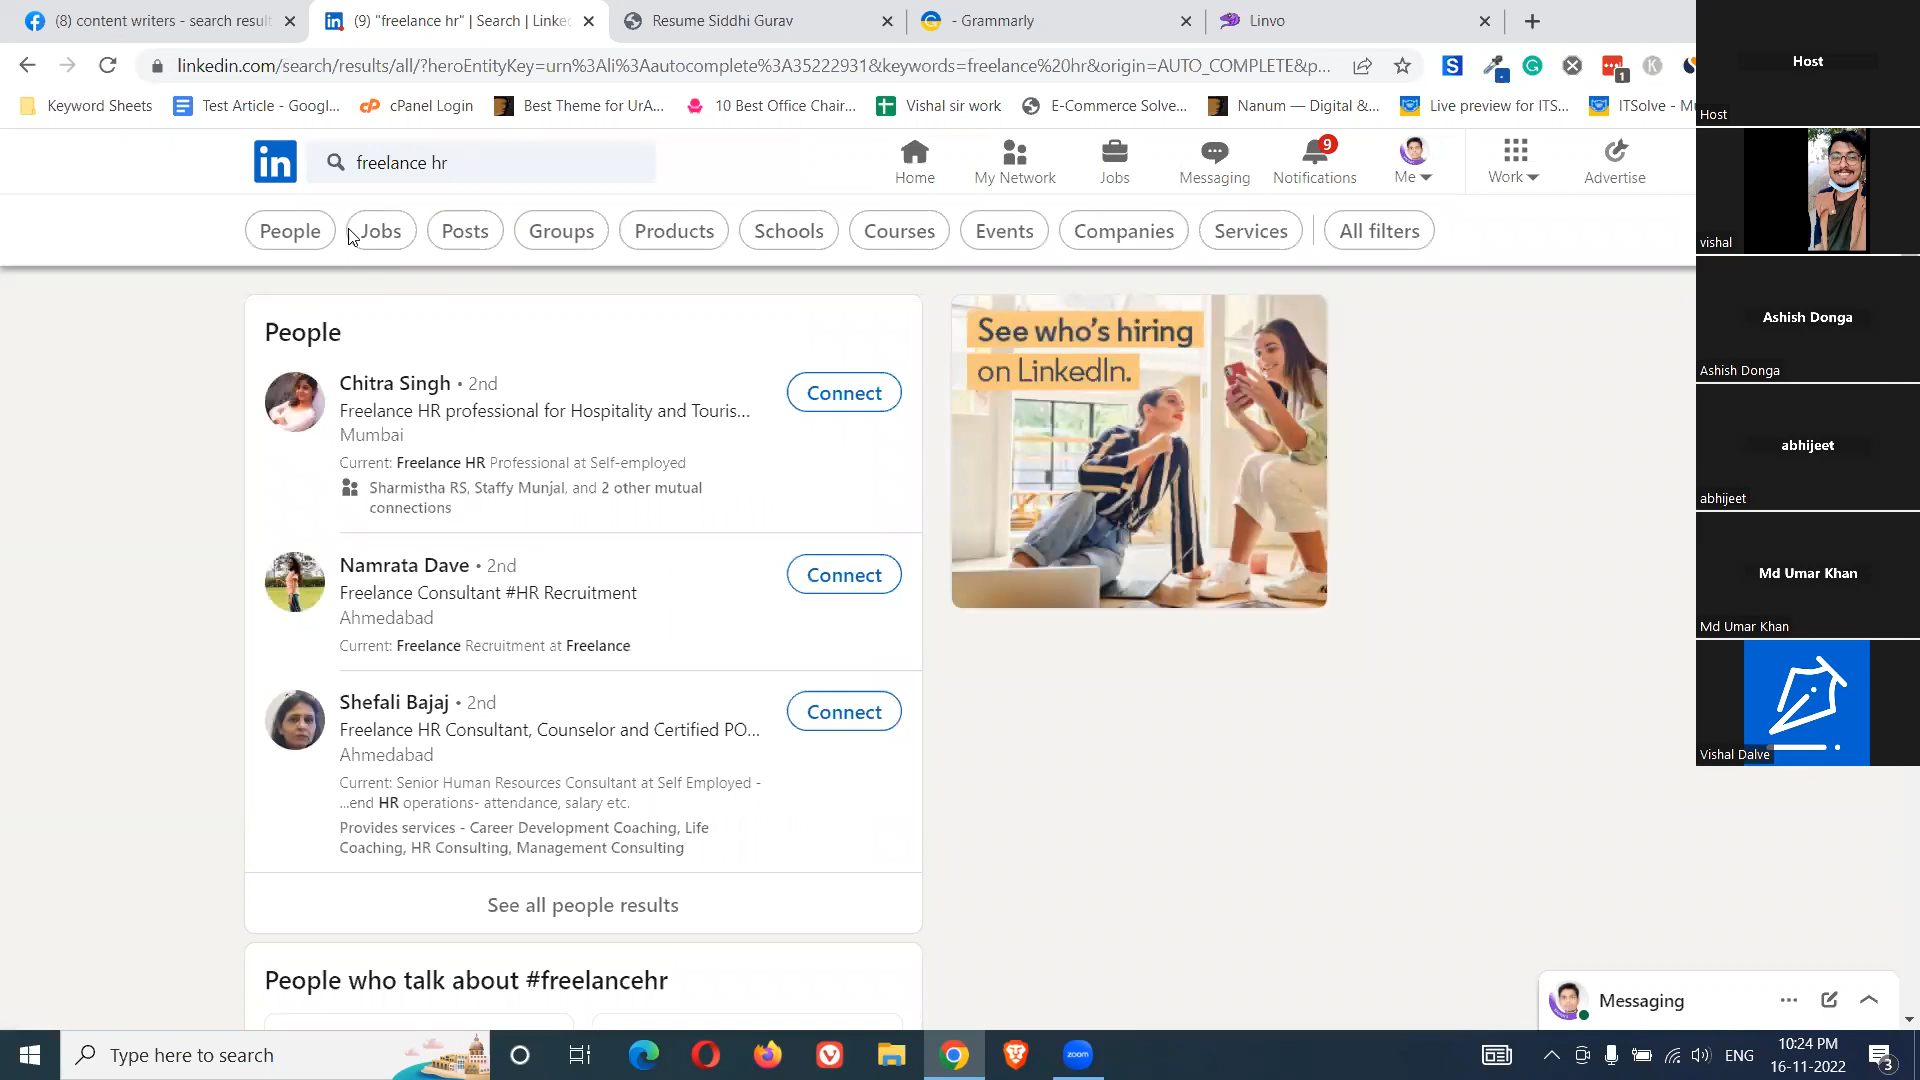 (8) content writers - search result
(9) "freelance hr" | Search | Linke
Resume Siddhi Gurav
- Grammarly
Linvo
linkedin.com/search/results/all/?heroEntityKey=urn%3Ali%3Aautocomplete%3A35222931&keywords=freelance%20hr&origin=AUTO_COMPLETE&p...
Keyword Sheets
Test Article - Googl...
cPanel Login
Best Theme for UrA...
10 Best Office Chair...
Vishal sir work
E-Commerce Solve...
Nanum — Digital &...
Live preview for ITS...
ITSolve - M
in
freelance hr
Home
My Network
Jobs
Messaging
9
Notifications
Me
Work
Advertise
People
Jobs
Posts
Groups
Products
Schools
Courses
Events
Companies
Services
All filters
People
Chitra Singh • 2nd
Freelance HR professional for Hospitality and Touris...
Mumbai
Current: Freelance HR Professional at Self-employed
Sharmistha RS, Staffy Munjal, and 2 other mutual
connections
Connect
Namrata Dave • 2nd
Freelance Consultant #HR Recruitment
Ahmedabad
Current: Freelance Recruitment at Freelance
Connect
Shefali Bajaj • 2nd
Freelance HR Consultant, Counselor and Certified PO...
Ahmedabad
Current: Senior Human Resources Consultant at Self Employed -
...end HR operations- attendance, salary etc.
Provides services - Career Development Coaching, Life
Coaching, HR Consulting, Management Consulting
Connect
See all people results
People who talk about #freelancehr
See who's hiring
on LinkedIn.
Messaging
Host
Host
vishal
Ashish Donga
Ashish Donga
abhijeet
abhijeet
Md Umar Khan
Md Umar Khan
Vishal Dalve
Type here to search
zoom
ENG
10:24 PM
16-11-2022
3